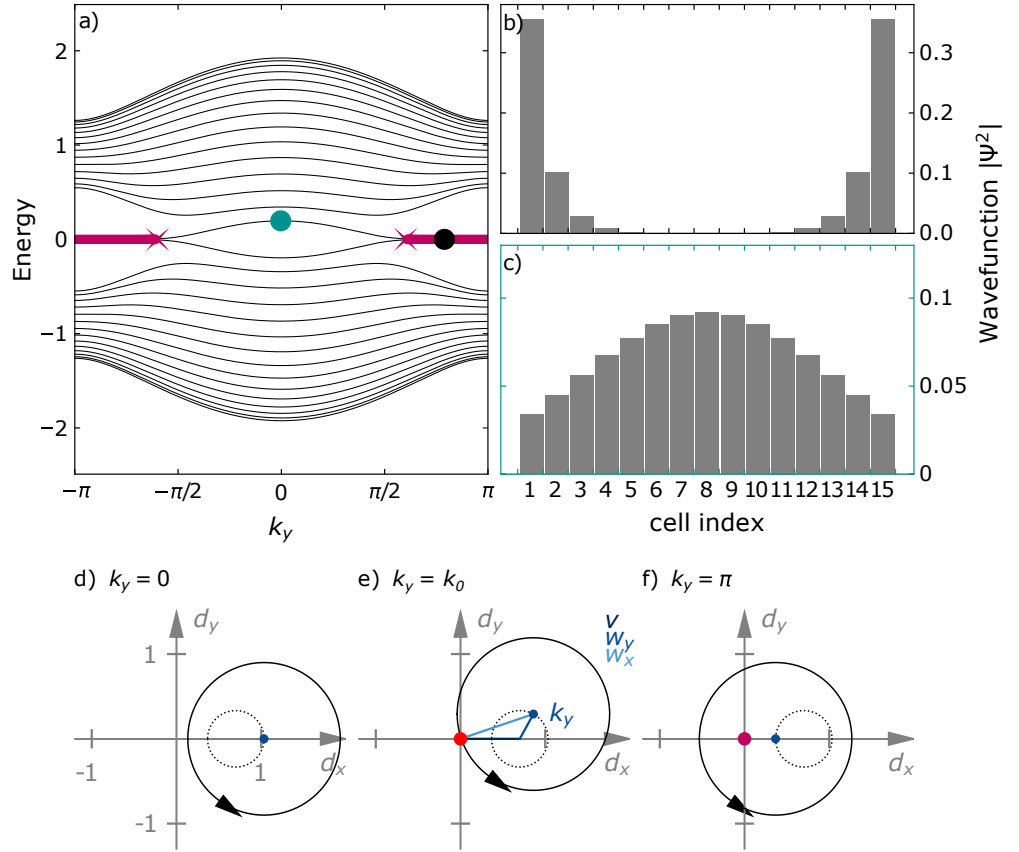 a)
2
1
0
−1
−2
Energy
−π
−π/2
0
π/2
π
k_y
b)
0.3
0.2
0.1
0.0
c)
0.1
0.05
0
Wavefunction |Ψ²|
1 2 3 4 5 6 7 8 9 10 11 12 13 14 15
cell index
d) k_y = 0
d_y
1
-1
1
d_x
-1
e) k_y = k_0
d_y
v
w_y
w_x
k_y
d_x
f) k_y = π
d_y
d_x